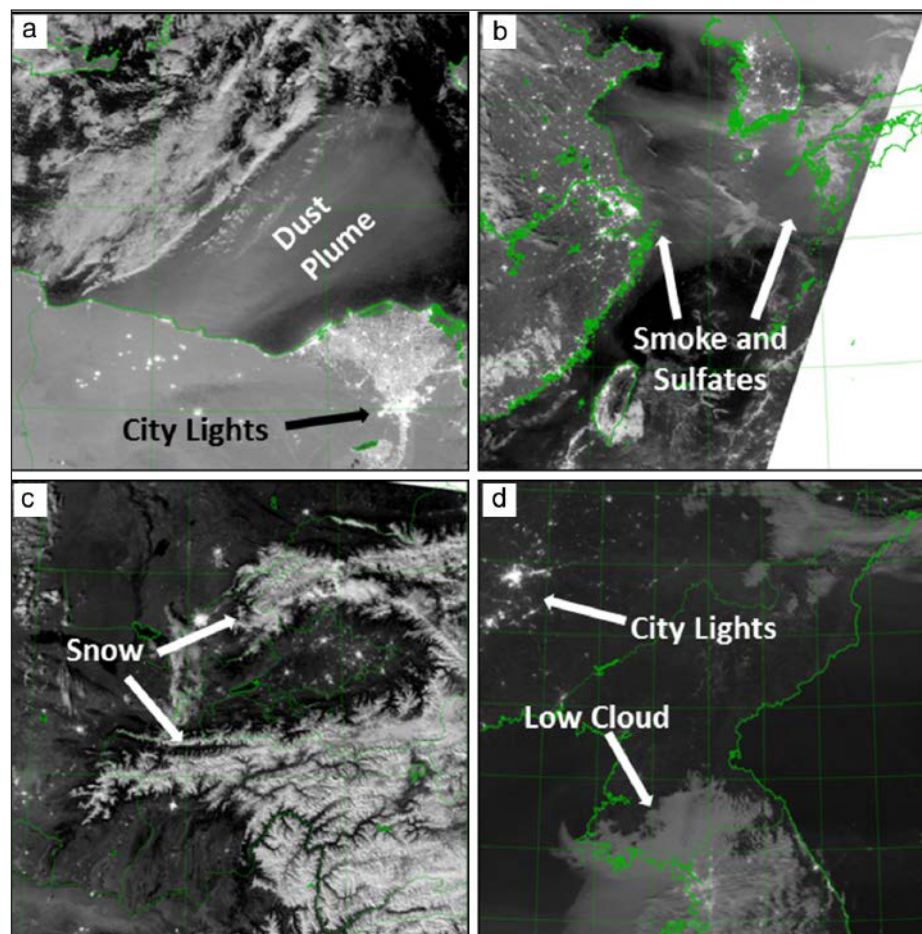 a
Dust
Plume
City Lights
b
Smoke and
Sulfates
c
Snow
d
City Lights
Low Cloud